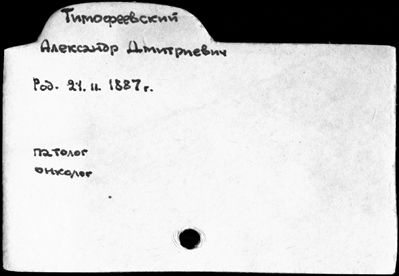 Тимофеевский
Александр Дмитриевич
Род. 21. II. 1887 г.
патолог
онколог